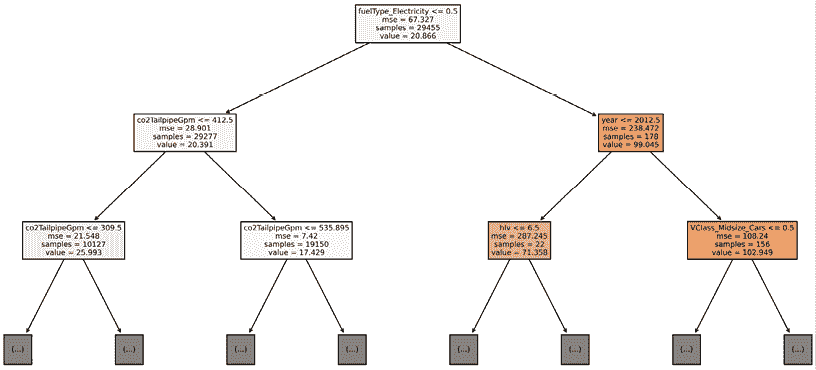 fuelType_Electricity <= 0.5
mse = 67.327
samples = 29455
value = 20.866
co2TailpipeGpm <= 412.5
mse = 28.901
samples = 29277
value = 20.391
year <= 2012.5
mse = 238.472
samples = 178
value = 99.045
co2TailpipeGpm <= 309.5
mse = 21.548
samples = 10127
value = 25.993
co2TailpipeGpm <= 535.895
mse = 7.42
samples = 19150
value = 17.429
hlv <= 6.5
mse = 287.245
samples = 22
value = 71.358
VClass_Midsize_Cars <= 0.5
mse = 108.24
samples = 156
value = 102.949
(...)
(...)
(...)
(...)
(...)
(...)
(...)
(...)